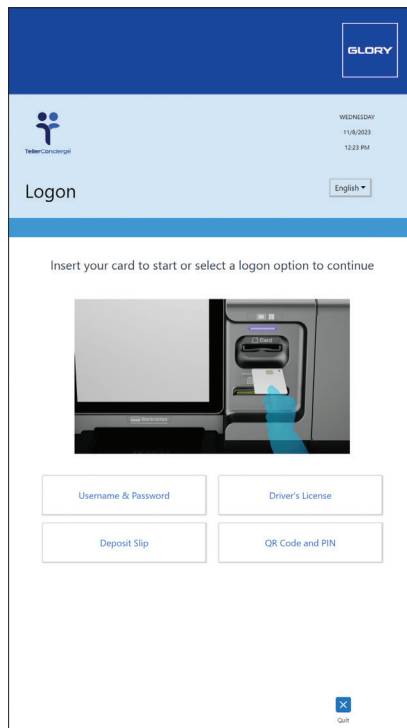 GLORY
WEDNESDAY
11/8/2023
12:23 PM
TellerConcierge
Logon
English
Insert your card to start or select a logon option to continue
Card
Banknotes
Username & Password
Driver's License
Deposit Slip
QR Code and PIN
Quit